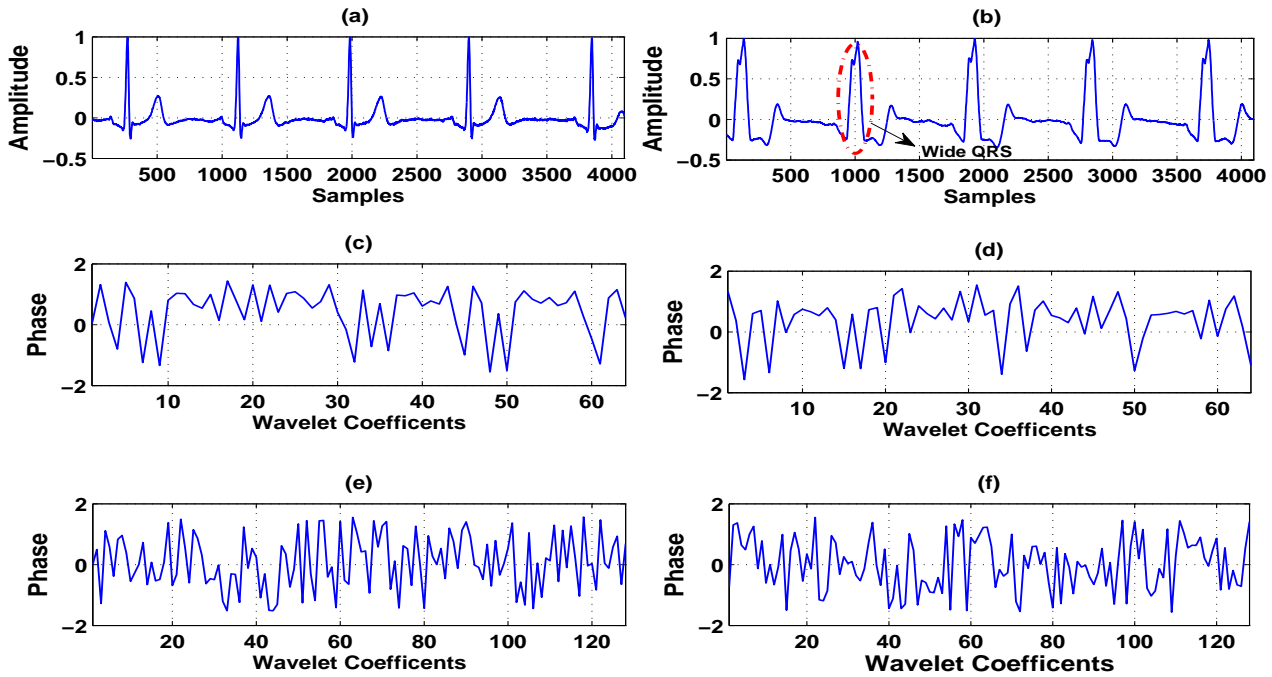 (a)
1
0.5
0
−0.5
Amplitude
500 1000 1500 2000 2500 3000 3500 4000
Samples
(b)
1
0.5
0
−0.5
Amplitude
Wide QRS
500 1000 1500 2000 2500 3000 3500 4000
Samples
(c)
2
0
−2
Phase
10 20 30 40 50 60
Wavelet Coefficents
(d)
2
0
−2
Phase
10 20 30 40 50 60
Wavelet Coefficents
(e)
2
0
−2
Phase
20 40 60 80 100 120
Wavelet Coefficents
(f)
2
0
−2
Phase
20 40 60 80 100 120
Wavelet Coefficents